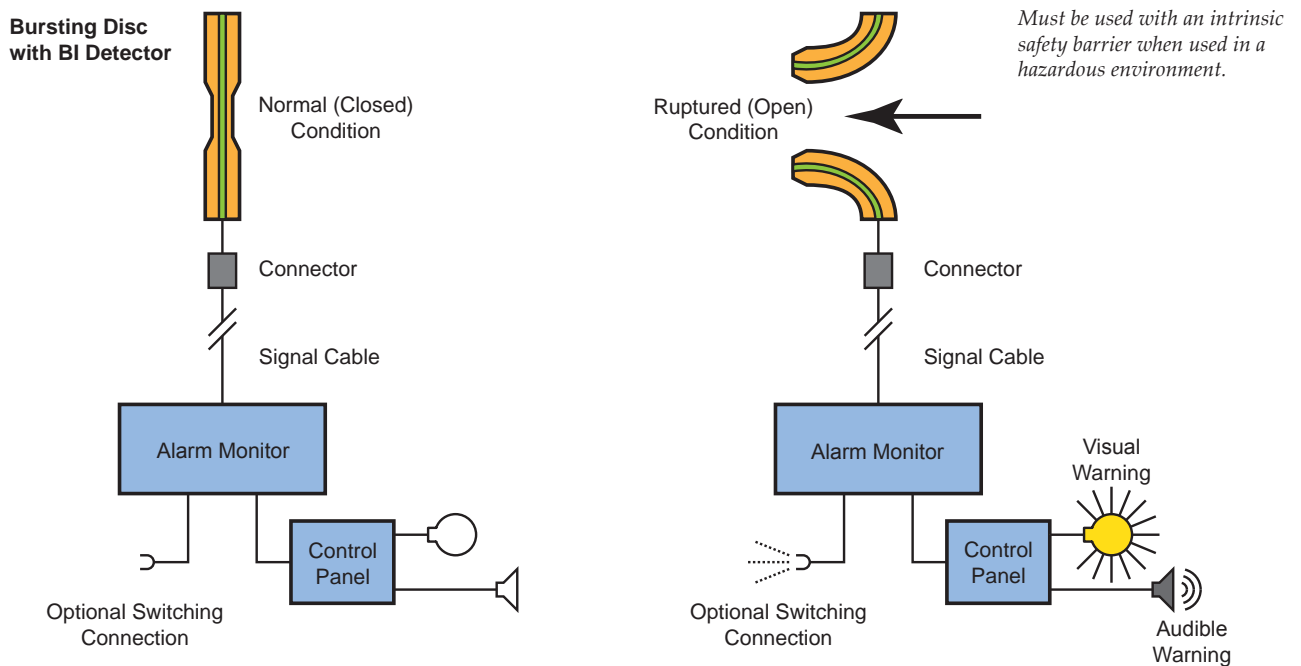 Bursting Disc
with BI Detector
Normal (Closed)
Condition
Connector
Signal Cable
Alarm Monitor
Control
Panel
Optional Switching
Connection
Must be used with an intrinsic
safety barrier when used in a
hazardous environment.
Ruptured (Open)
Condition
Connector
Signal Cable
Alarm Monitor
Visual
Warning
Control
Panel
Optional Switching
Connection
Audible
Warning